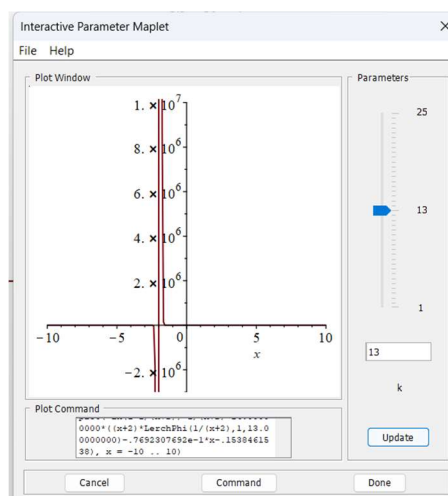 Interactive Parameter Maplet
File Help
Plot Window
Parameters
1. × 10^7
8. × 10^6
6. × 10^6
4. × 10^6
2. × 10^6
-10 -5 0 5 10
x
-2. × 10^6
25
13
1
13
k
Update
Plot Command
0000*((x+2)*LerchPhi(1/(x+2),1,13.0
0000000)-.7692307692e-1*x-.15384615
38), x = -10 .. 10)
Cancel Command Done